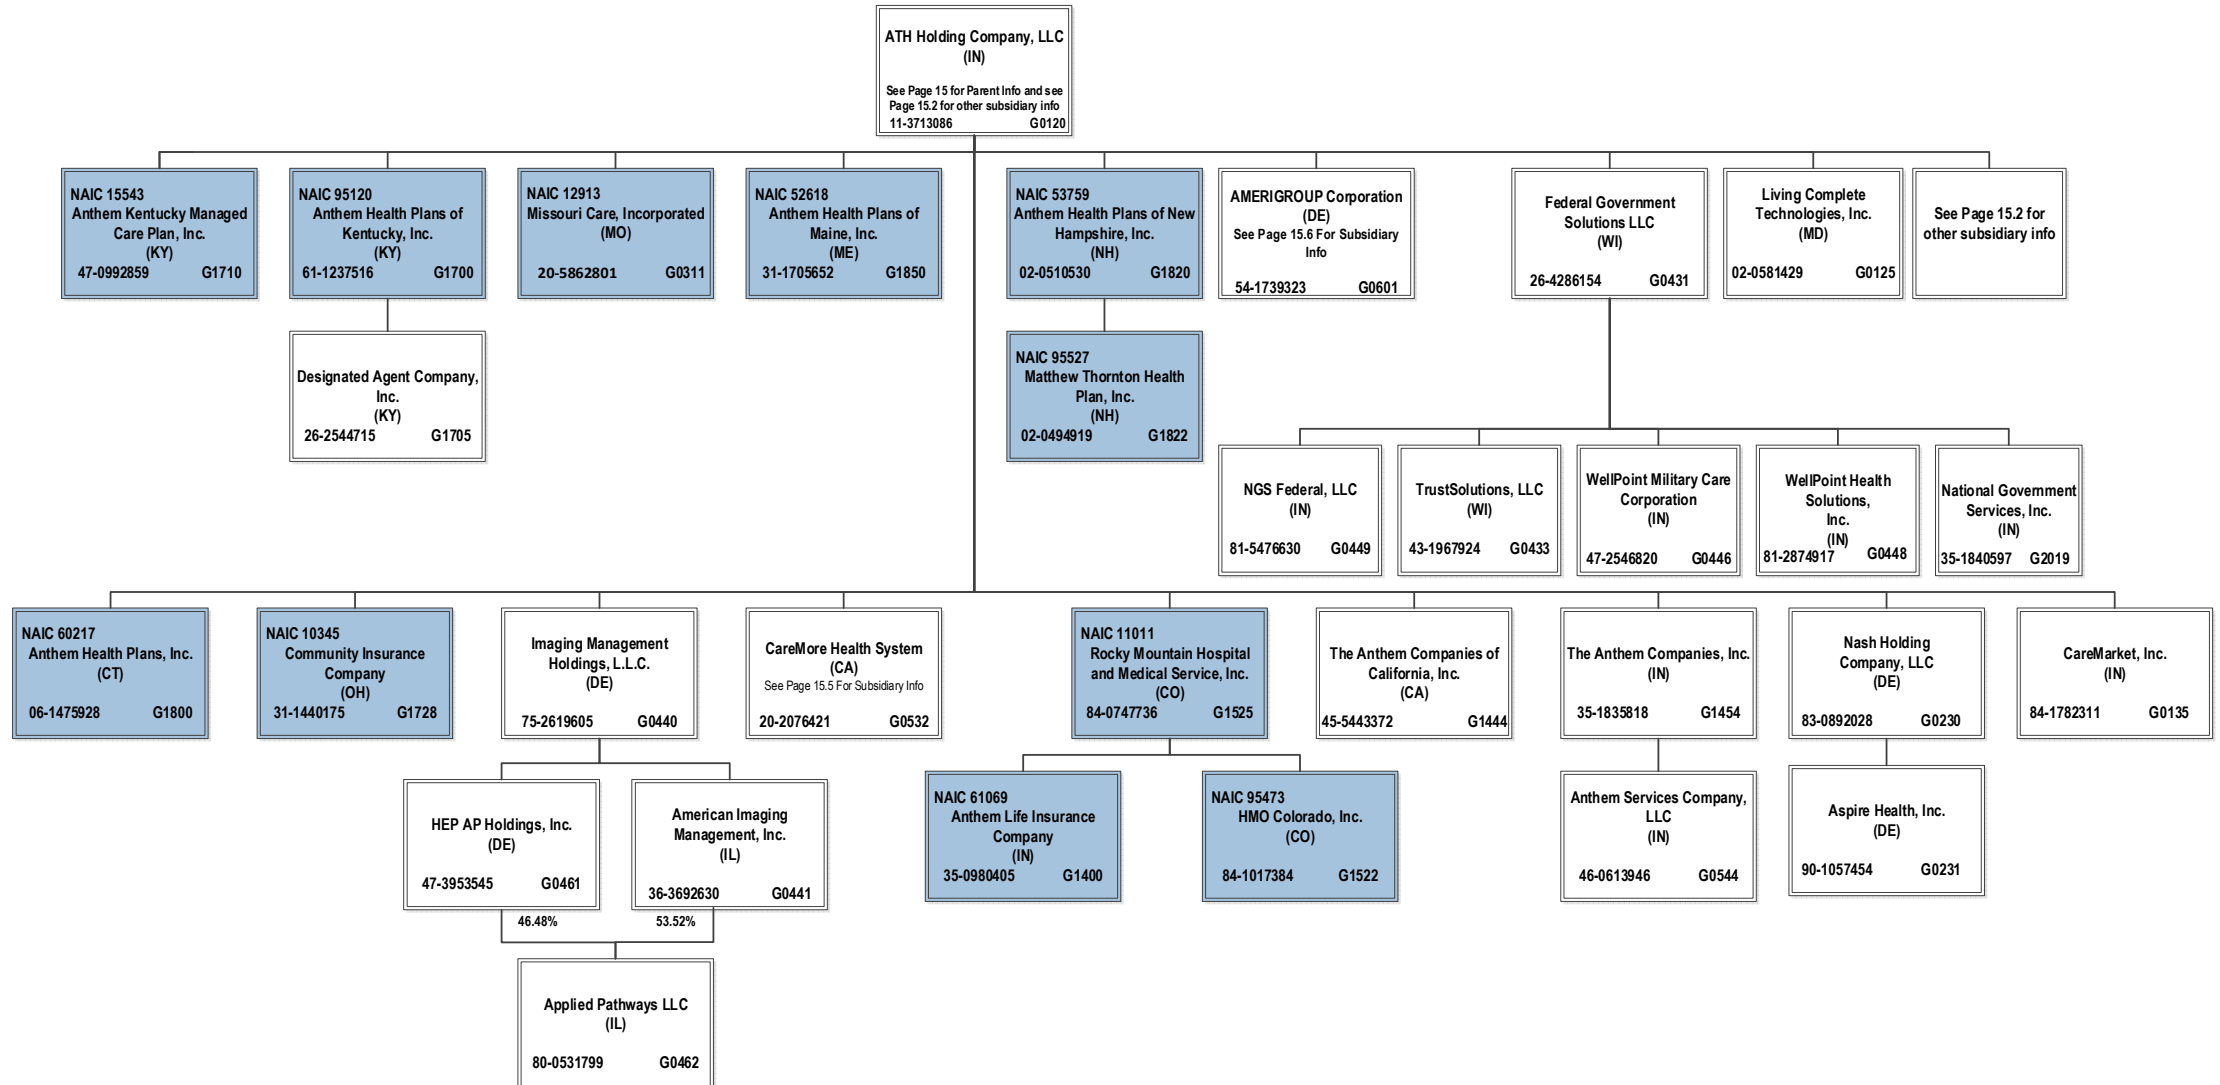 ATH Holding Company, LLC
(IN)
See Page 15 for Parent Info and see
Page 15.2 for other subsidiary info
11-3713086 G0120
NAIC 15543
Anthem Kentucky Managed
Care Plan, Inc.
(KY)
47-0992859 G1710
NAIC 95120
Anthem Health Plans of
Kentucky, Inc.
(KY)
61-1237516 G1700
NAIC 12913
Missouri Care, Incorporated
(MO)
20-5862801 G0311
NAIC 52618
Anthem Health Plans of
Maine, Inc.
(ME)
31-1705652 G1850
NAIC 53759
Anthem Health Plans of New
Hampshire, Inc.
(NH)
02-0510530 G1820
AMERIGROUP Corporation
(DE)
See Page 15.6 For Subsidiary
Info
54-1739323 G0601
Federal Government
Solutions LLC
(WI)
26-4286154 G0431
Living Complete
Technologies, Inc.
(MD)
02-0581429 G0125
See Page 15.2 for
other subsidiary info
Designated Agent Company,
Inc.
(KY)
26-2544715 G1705
NAIC 95527
Matthew Thornton Health
Plan, Inc.
(NH)
02-0494919 G1822
NGS Federal, LLC
(IN)
81-5476630 G0449
TrustSolutions, LLC
(WI)
43-1967924 G0433
WellPoint Military Care
Corporation
(IN)
47-2546820 G0446
WellPoint Health
Solutions,
Inc.
(IN)
81-2874917 G0448
National Government
Services, Inc.
(IN)
35-1840597 G2019
NAIC 60217
Anthem Health Plans, Inc.
(CT)
06-1475928 G1800
NAIC 10345
Community Insurance
Company
(OH)
31-1440175 G1728
Imaging Management
Holdings, L.L.C.
(DE)
75-2619605 G0440
CareMore Health System
(CA)
See Page 15.5 For Subsidiary Info
20-2076421 G0532
NAIC 11011
Rocky Mountain Hospital
and Medical Service, Inc.
(CO)
84-0747736 G1525
The Anthem Companies of
California, Inc.
(CA)
45-5443372 G1444
The Anthem Companies, Inc.
(IN)
35-1835818 G1454
Nash Holding
Company, LLC
(DE)
83-0892028 G0230
CareMarket, Inc.
(IN)
84-1782311 G0135
HEP AP Holdings, Inc.
(DE)
47-3953545 G0461
American Imaging
Management, Inc.
(IL)
36-3692630 G0441
NAIC 61069
Anthem Life Insurance
Company
(IN)
35-0980405 G1400
NAIC 95473
HMO Colorado, Inc.
(CO)
84-1017384 G1522
Anthem Services Company,
LLC
(IN)
46-0613946 G0544
Aspire Health, Inc.
(DE)
90-1057454 G0231
46.48% 53.52%
Applied Pathways LLC
(IL)
80-0531799 G0462